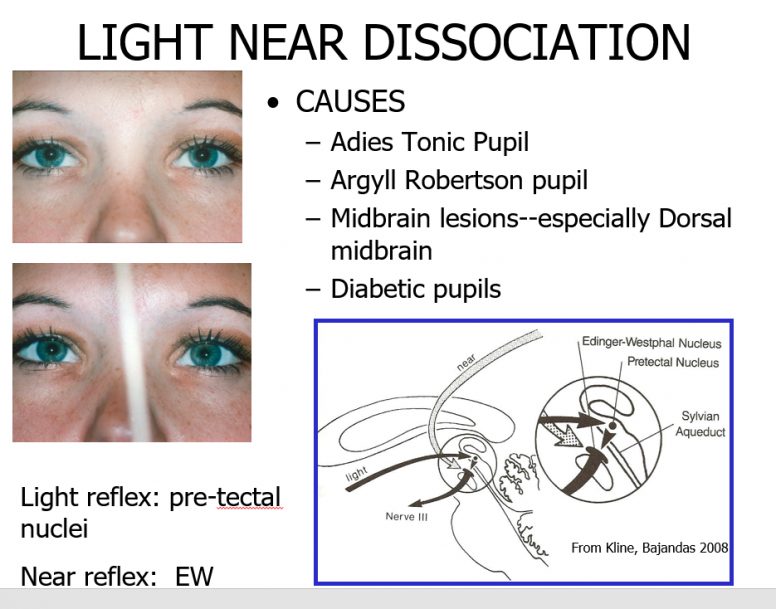 LIGHT NEAR DISSOCIATION
• CAUSES
– Adies Tonic Pupil
– Argyll Robertson pupil
– Midbrain lesions--especially Dorsal
midbrain
– Diabetic pupils
near
light
Nerve III
Edinger-Westphal Nucleus
Pretectal Nucleus
Sylvian
Aqueduct
From Kline, Bajandas 2008
Light reflex: pre-tectal
nuclei
Near reflex: EW